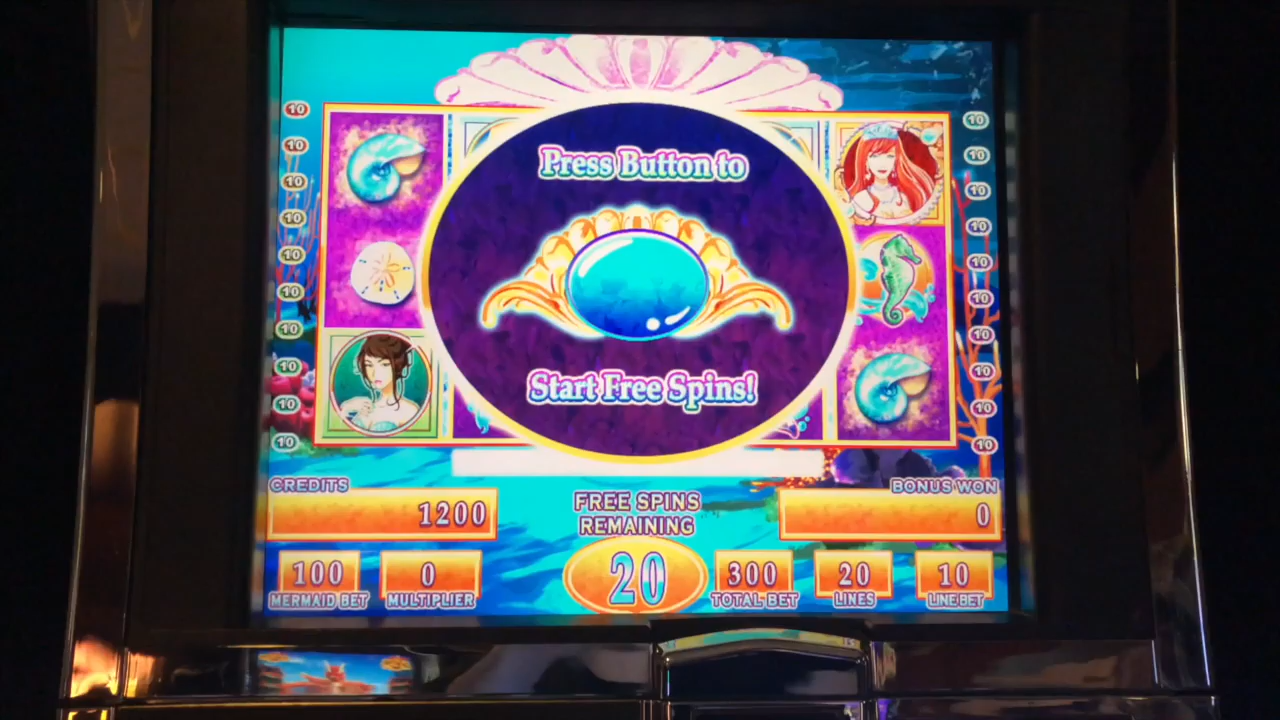 Press Button to
Start Free Spins!
10 10
10 10
10 10
10 10
10 10
10 10
10 10
10 10
10 10
10 10
CREDITS
1200
FREE SPINS
REMAINING
20
BONUS WON
0
100
MERMAID BET
0
MULTIPLIER
300
TOTAL BET
20
LINES
10
LINE BET